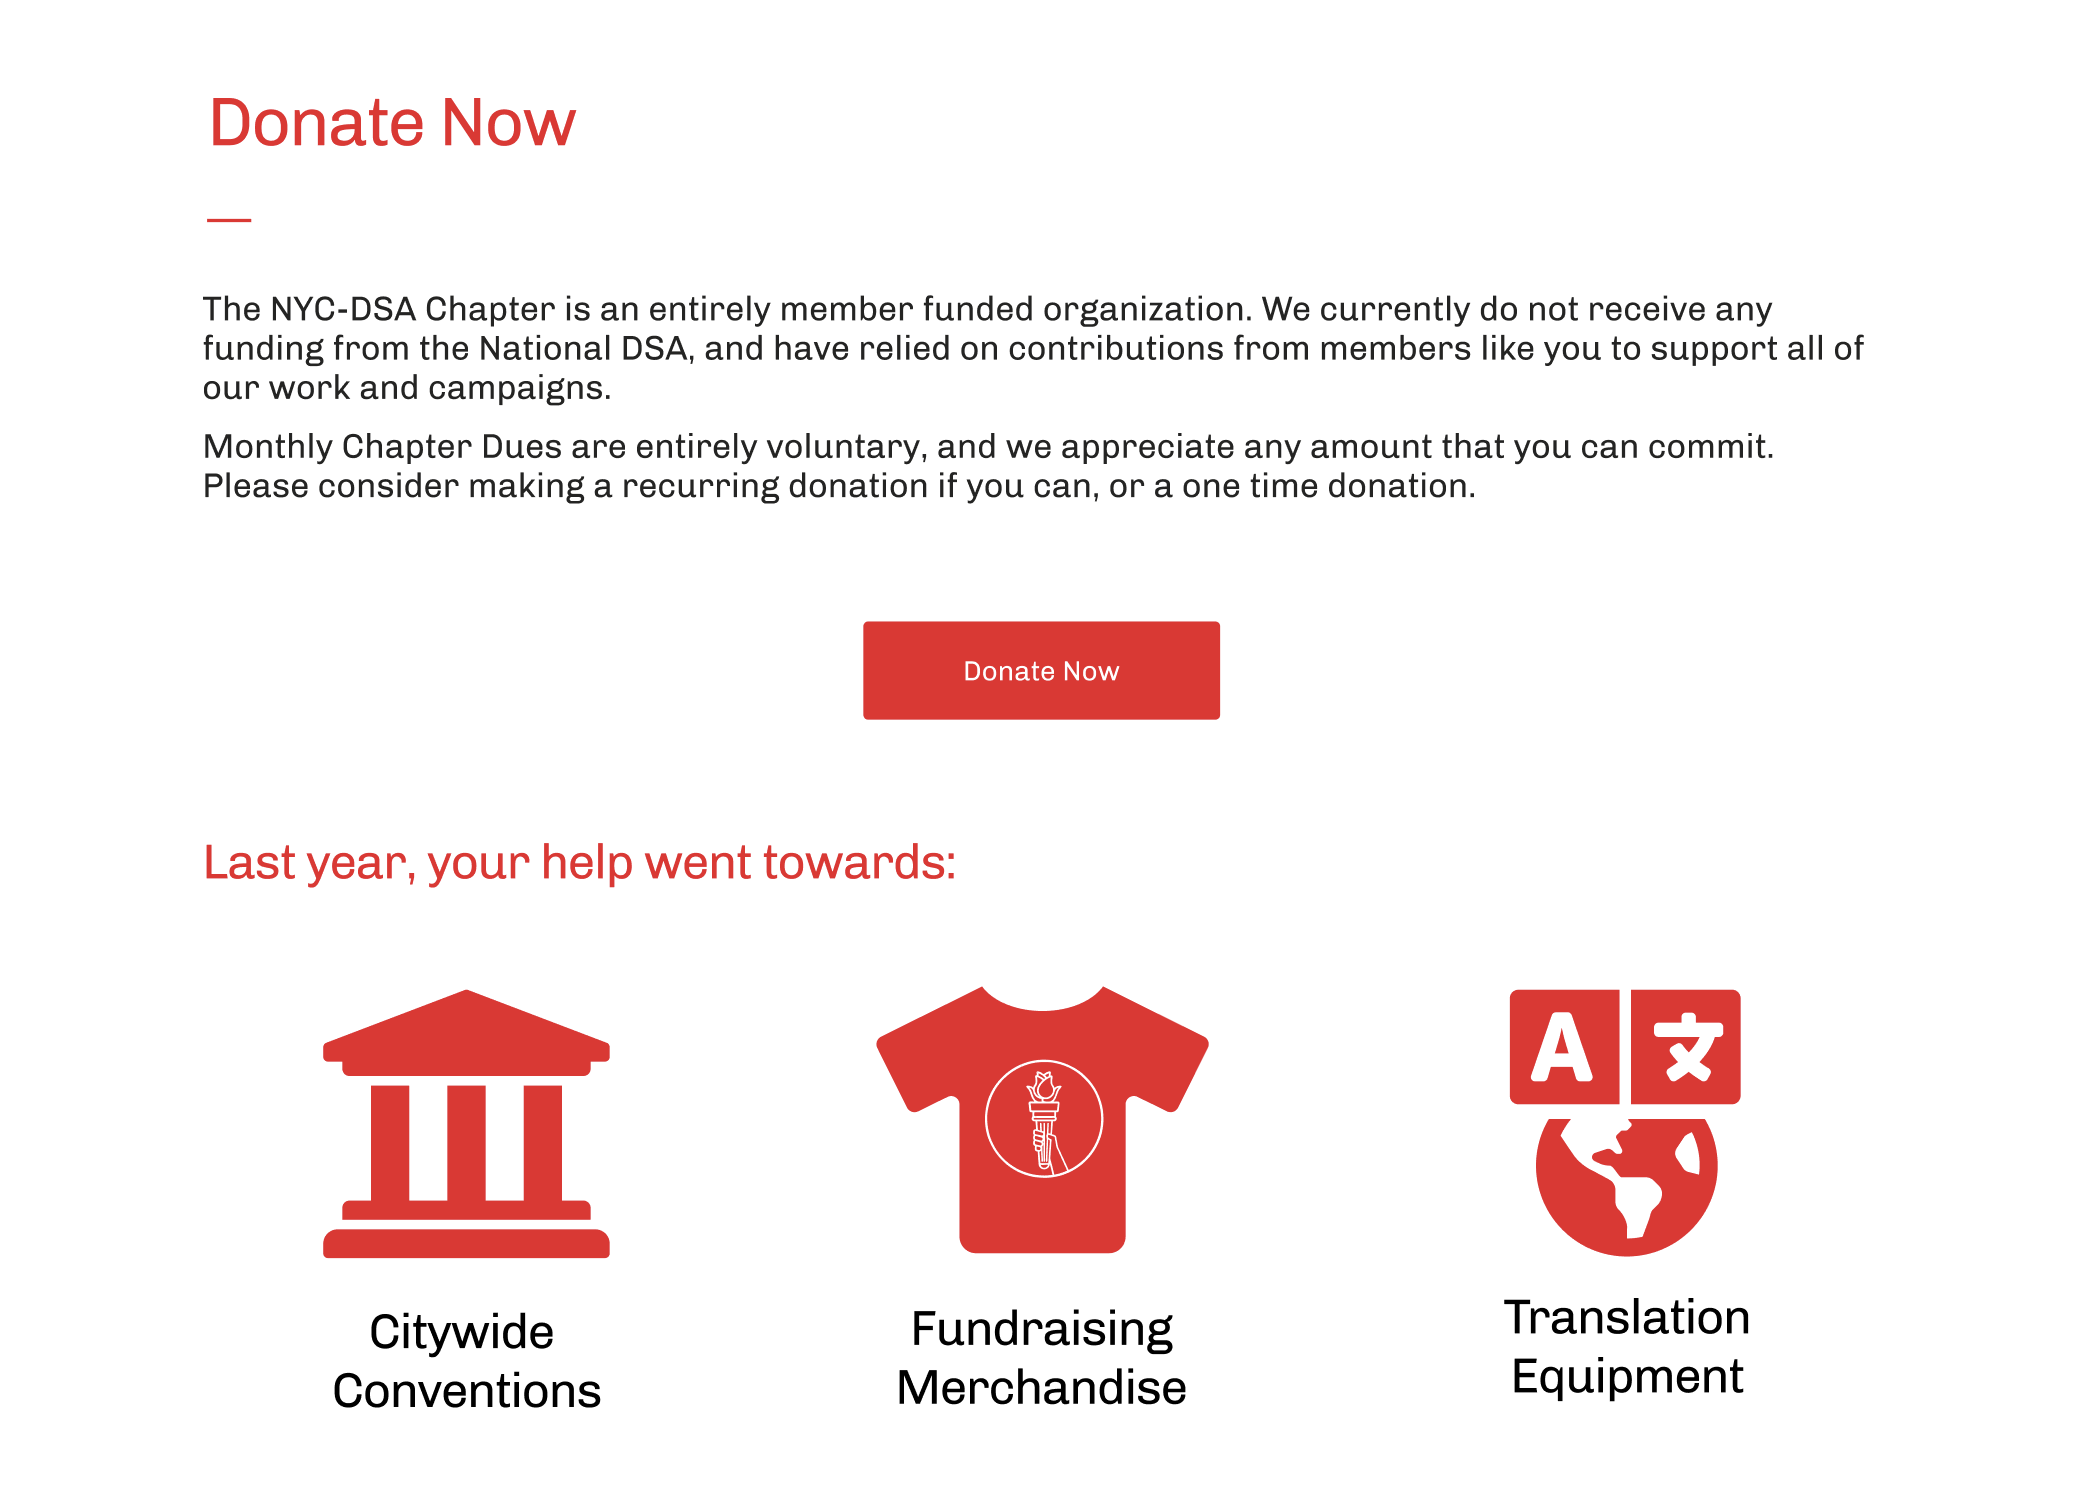 Donate Now
The NYC-DSA Chapter is an entirely member funded organization. We currently do not receive any
funding from the National DSA, and have relied on contributions from members like you to support all of
our work and campaigns.
Monthly Chapter Dues are entirely voluntary, and we appreciate any amount that you can commit.
Please consider making a recurring donation if you can, or a one time donation.
Donate Now
Last year, your help went towards:
A 文
Citywide
Conventions
Fundraising
Merchandise
Translation
Equipment